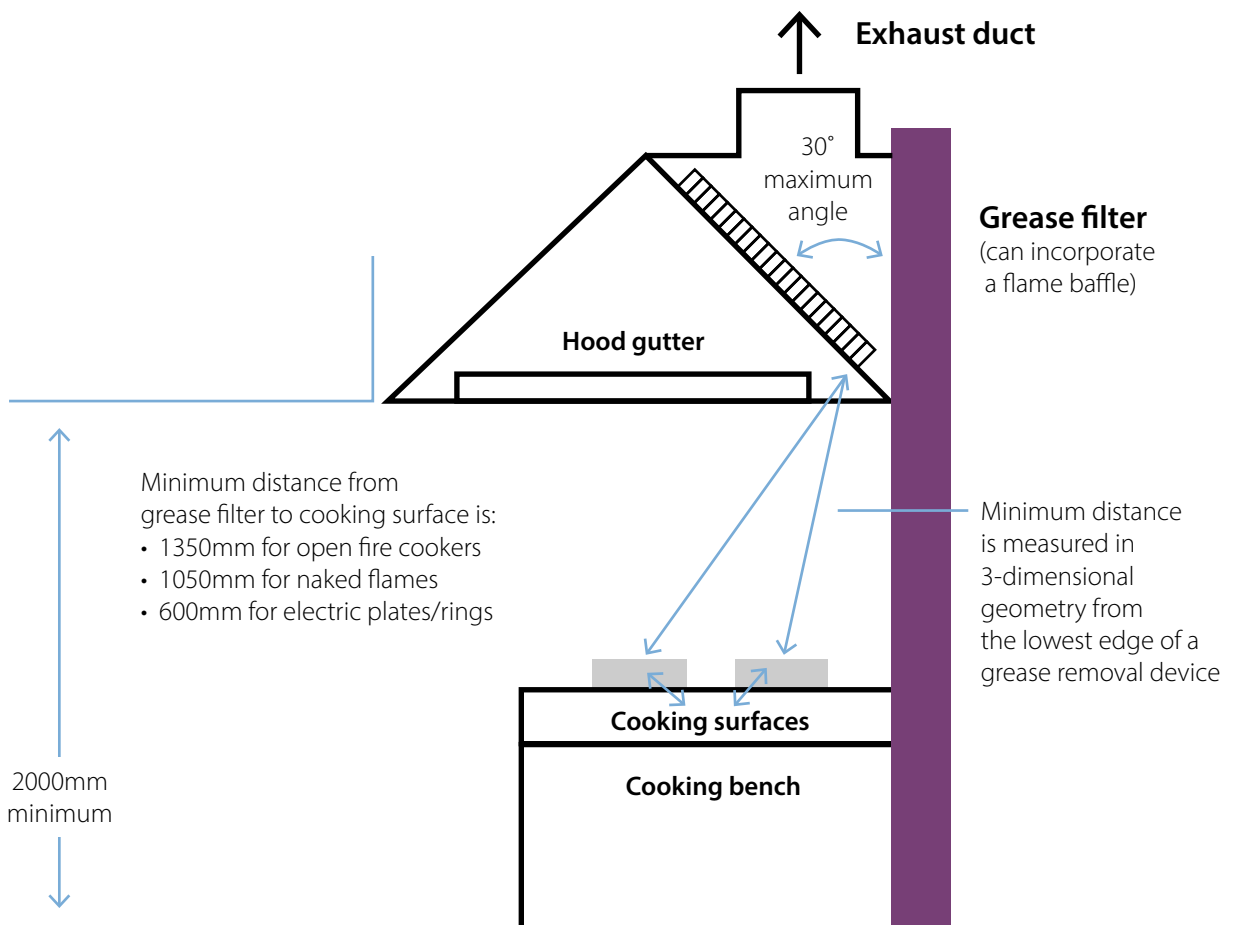 Exhaust duct
30°
maximum
angle
Grease filter
(can incorporate
a flame baffle)
Hood gutter
Minimum distance from
grease filter to cooking surface is:
• 1350mm for open fire cookers
• 1050mm for naked flames
• 600mm for electric plates/rings
Minimum distance
is measured in
3-dimensional
geometry from
the lowest edge of a
grease removal device
Cooking surfaces
Cooking bench
2000mm
minimum